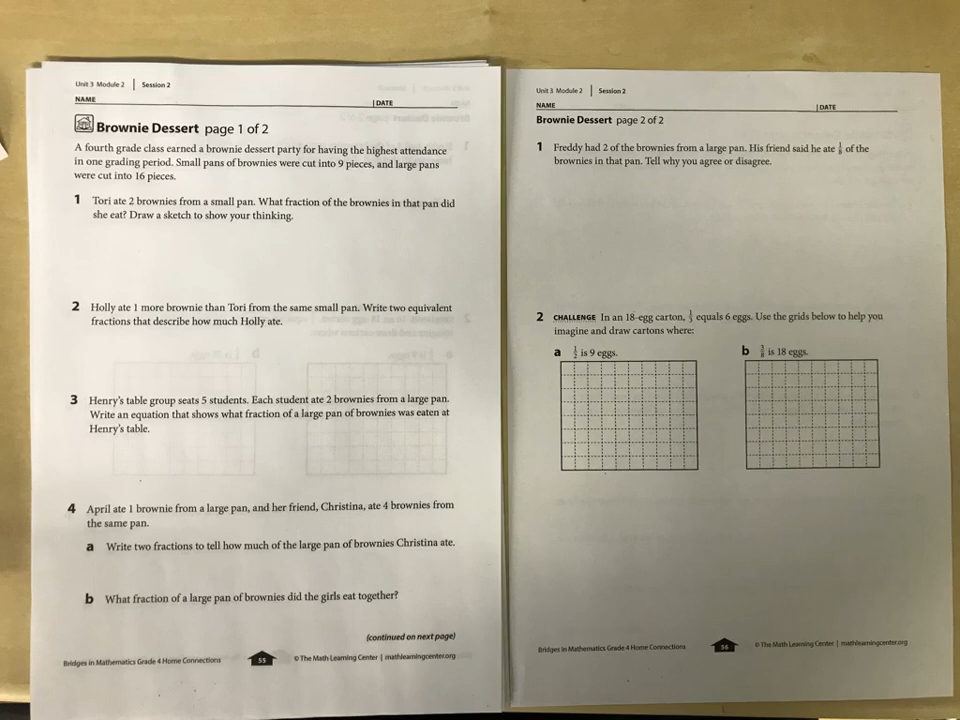 Unit 3 Module 2 | Session 2
NAME | DATE
Brownie Dessert page 1 of 2
A fourth grade class earned a brownie dessert party for having the highest attendance
in one grading period. Small pans of brownies were cut into 9 pieces, and large pans
were cut into 16 pieces.
1 Tori ate 2 brownies from a small pan. What fraction of the brownies in that pan did
she eat? Draw a sketch to show your thinking.
2 Holly ate 1 more brownie than Tori from the same small pan. Write two equivalent
fractions that describe how much Holly ate.
3 Henry's table group seats 5 students. Each student ate 2 brownies from a large pan.
Write an equation that shows what fraction of a large pan of brownies was eaten at
Henry's table.
4 April ate 1 brownie from a large pan, and her friend, Christina, ate 4 brownies from
the same pan.
a Write two fractions to tell how much of the large pan of brownies Christina ate.
b What fraction of a large pan of brownies did the girls eat together?
(continued on next page)
Bridges in Mathematics Grade 4 Home Connections 55 © The Math Learning Center | mathlearningcenter.org
Unit 3 Module 2 | Session 2
NAME | DATE
Brownie Dessert page 2 of 2
1 Freddy had 2 of the brownies from a large pan. His friend said he ate 1/8 of the
brownies in that pan. Tell why you agree or disagree.
2 CHALLENGE In an 18-egg carton, 1/3 equals 6 eggs. Use the grids below to help you
imagine and draw cartons where:
a 1/2 is 9 eggs. b 3/8 is 18 eggs.
Bridges in Mathematics Grade 4 Home Connections 56 © The Math Learning Center | mathlearningcenter.org